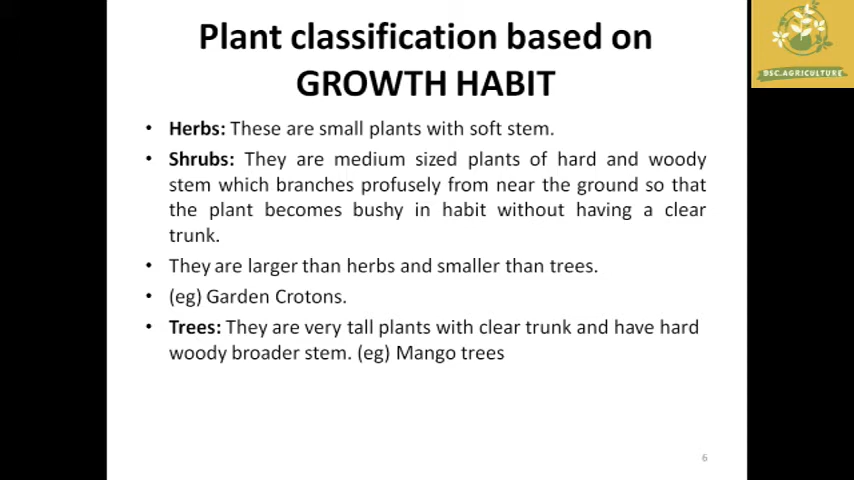 Plant classification based on
GROWTH HABIT
BSC.AGRICULTURE
• Herbs: These are small plants with soft stem.
• Shrubs: They are medium sized plants of hard and woody
stem which branches profusely from near the ground so that
the plant becomes bushy in habit without having a clear
trunk.
• They are larger than herbs and smaller than trees.
• (eg) Garden Crotons.
• Trees: They are very tall plants with clear trunk and have hard
woody broader stem. (eg) Mango trees
6